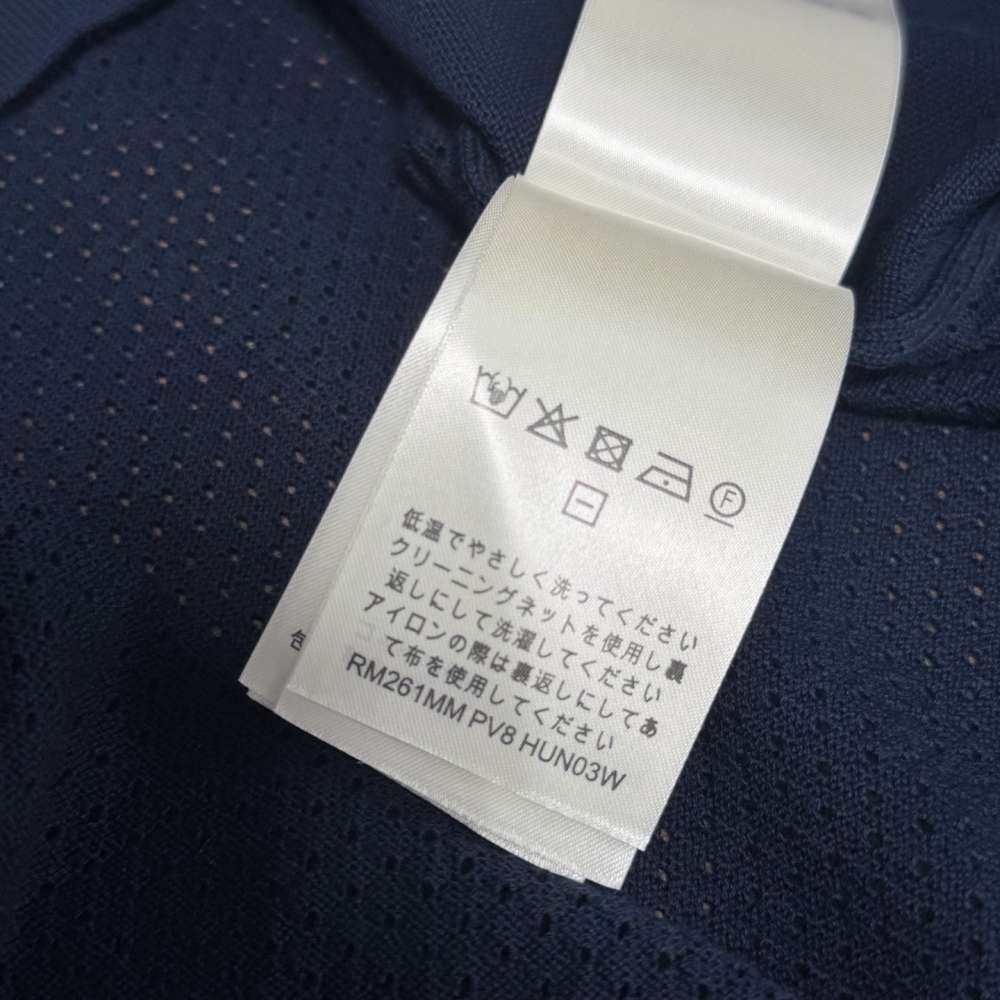 F
低温でやさしく洗ってください
クリーニングネットを使用し裏
返しにして洗濯してください
アイロンの際は裏返しにしてあ
て布を使用してください
RM261MM PV8 HUN03W
包